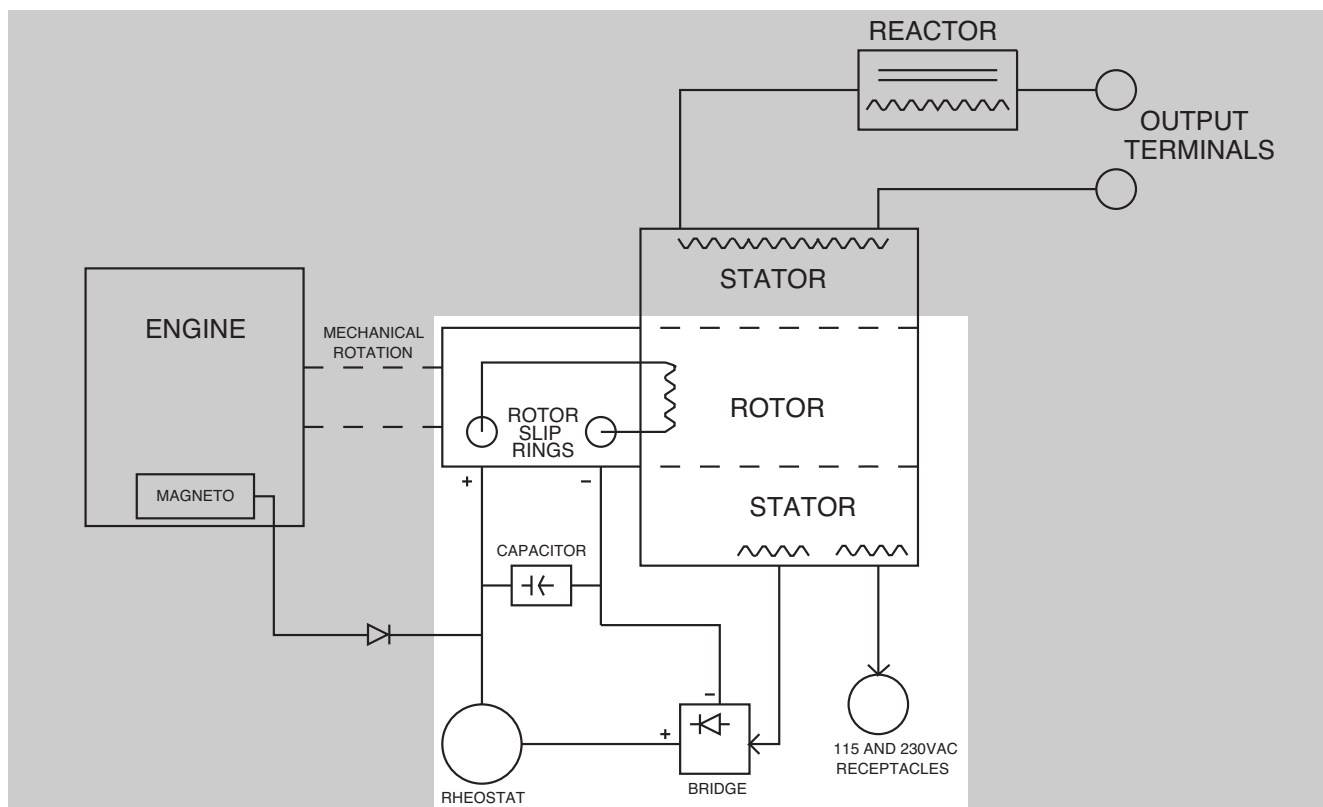 REACTOR
OUTPUT
TERMINALS
STATOR
ENGINE
MECHANICAL
ROTATION
ROTOR
SLIP
RINGS
ROTOR
+
–
MAGNETO
STATOR
CAPACITOR
–
+
115 AND 230VAC
RECEPTACLES
BRIDGE
RHEOSTAT